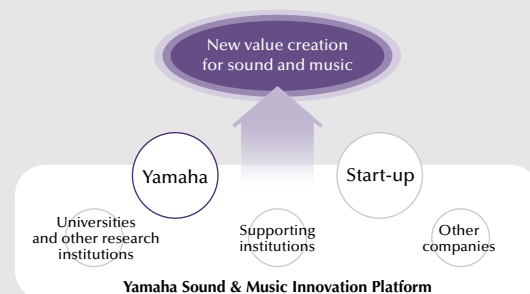 New value creation
for sound and music
Yamaha
Start-up
Universities
and other research
institutions
Supporting
institutions
Other
companies
Yamaha Sound & Music Innovation Platform